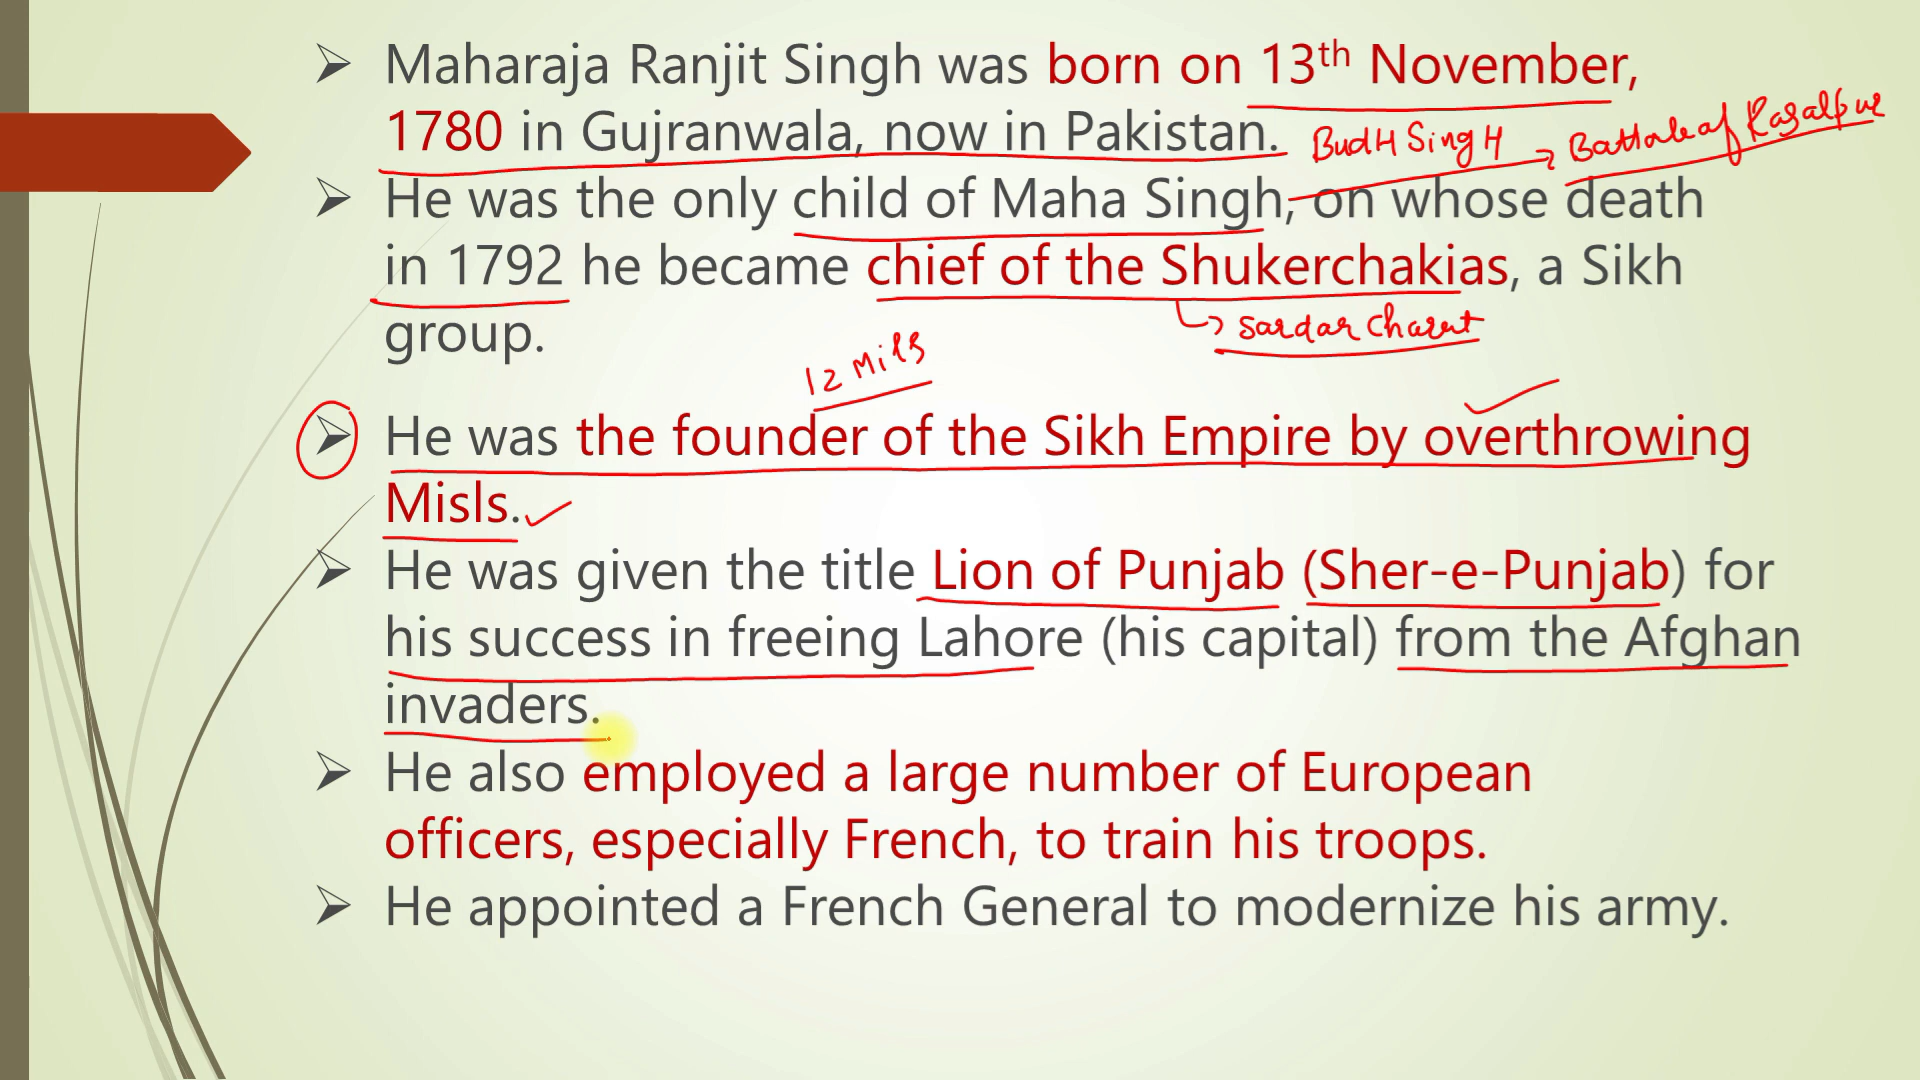 ➢ Maharaja Ranjit Singh was born on 13th November,
1780 in Gujranwala, now in Pakistan.
BudH SingH → Battale of Rasalpur
➢ He was the only child of Maha Singh, on whose death
in 1792 he became chief of the Shukerchakias, a Sikh
group.
→ Sardar Charat
12 Mils
➢ He was the founder of the Sikh Empire by overthrowing
Misls.
➢ He was given the title Lion of Punjab (Sher-e-Punjab) for
his success in freeing Lahore (his capital) from the Afghan
invaders.
➢ He also employed a large number of European
officers, especially French, to train his troops.
➢ He appointed a French General to modernize his army.